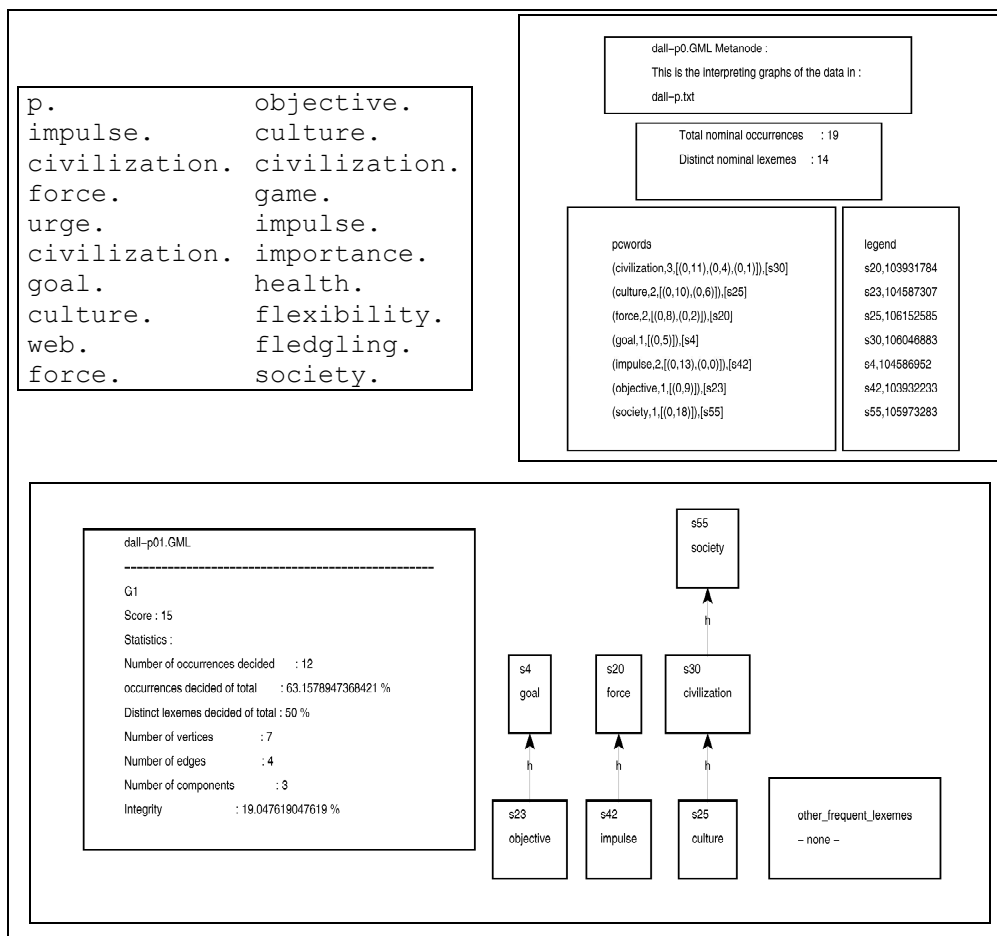 p. objective.
impulse. culture.
civilization. civilization.
force. game.
urge. impulse.
civilization. importance.
goal. health.
culture. flexibility.
web. fledgling.
force. society.
dall-p0.GML Metanode :
This is the interpreting graphs of the data in :
dall-p.txt
Total nominal occurrences : 19
Distinct nominal lexemes : 14
pcwords
(civilization,3,[(0,11),(0,4),(0,1)]),[s30]
(culture,2,[(0,10),(0,6)]),[s25]
(force,2,[(0,8),(0,2)]),[s20]
(goal,1,[(0,5)]),[s4]
(impulse,2,[(0,13),(0,0)]),[s42]
(objective,1,[(0,9)]),[s23]
(society,1,[(0,18)]),[s55]
legend
s20,103931784
s23,104587307
s25,106152585
s30,106046883
s4,104586952
s42,103932233
s55,105973283
dall-p01.GML
--------------------------------------------------
G1
Score : 15
Statistics :
Number of occurrences decided : 12
occurrences decided of total : 63.1578947368421 %
Distinct lexemes decided of total : 50 %
Number of vertices : 7
Number of edges : 4
Number of components : 3
Integrity : 19.047619047619 %
s55
society
h
s4
goal
s20
force
s30
civilization
h
h
h
s23
objective
s42
impulse
s25
culture
other_frequent_lexemes
– none –